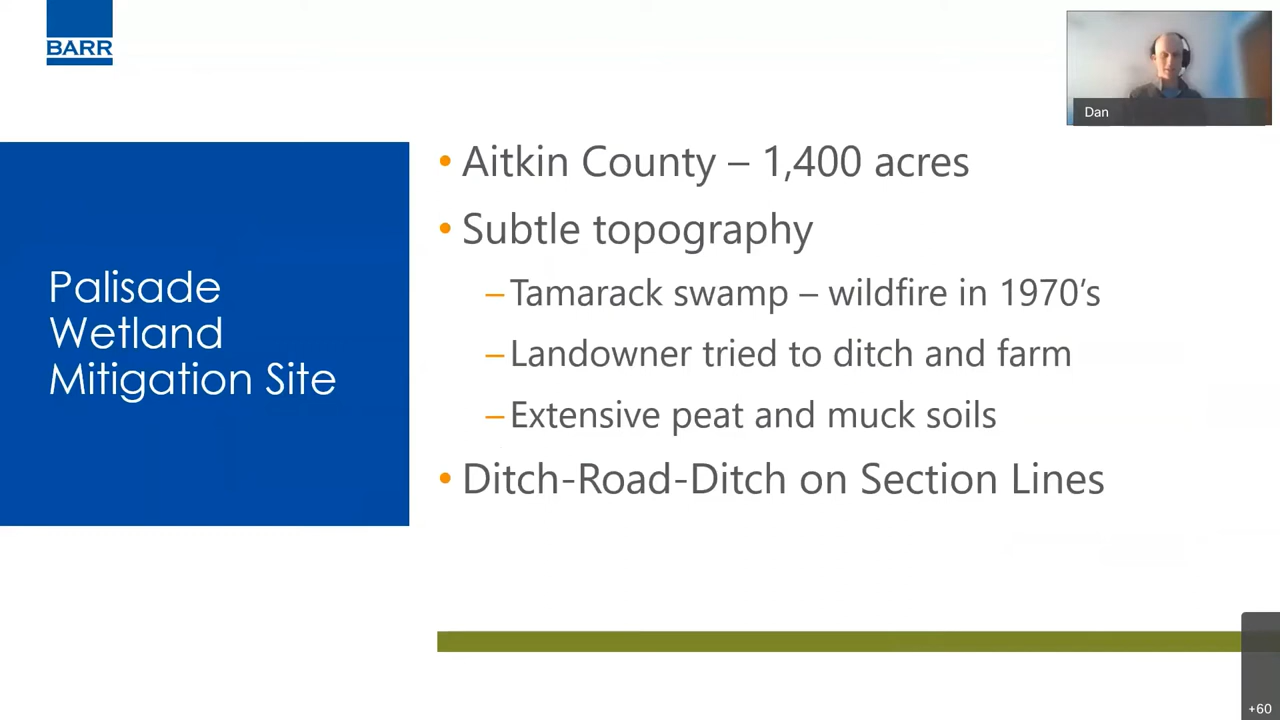 BARR
Dan
Palisade
Wetland
Mitigation Site
• Aitkin County – 1,400 acres
• Subtle topography
– Tamarack swamp – wildfire in 1970’s
– Landowner tried to ditch and farm
– Extensive peat and muck soils
• Ditch-Road-Ditch on Section Lines
+60